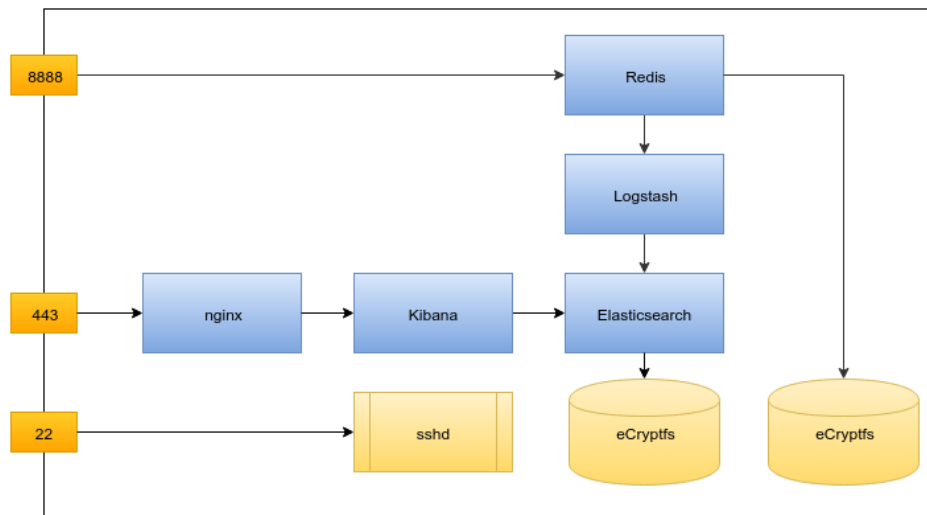 8888
Redis
Logstash
443
nginx
Kibana
Elasticsearch
22
sshd
eCryptfs
eCryptfs